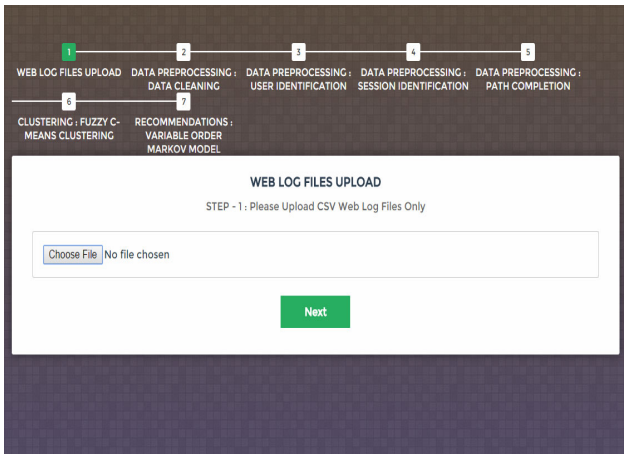 1 2 3 4 5
WEB LOG FILES UPLOAD DATA PREPROCESSING : DATA PREPROCESSING : DATA PREPROCESSING : DATA PREPROCESSING :
DATA CLEANING USER IDENTIFICATION SESSION IDENTIFICATION PATH COMPLETION
6 7
CLUSTERING : FUZZY C- RECOMMENDATIONS :
MEANS CLUSTERING VARIABLE ORDER
MARKOV MODEL
WEB LOG FILES UPLOAD
STEP - 1 : Please Upload CSV Web Log Files Only
Choose File No file chosen
Next